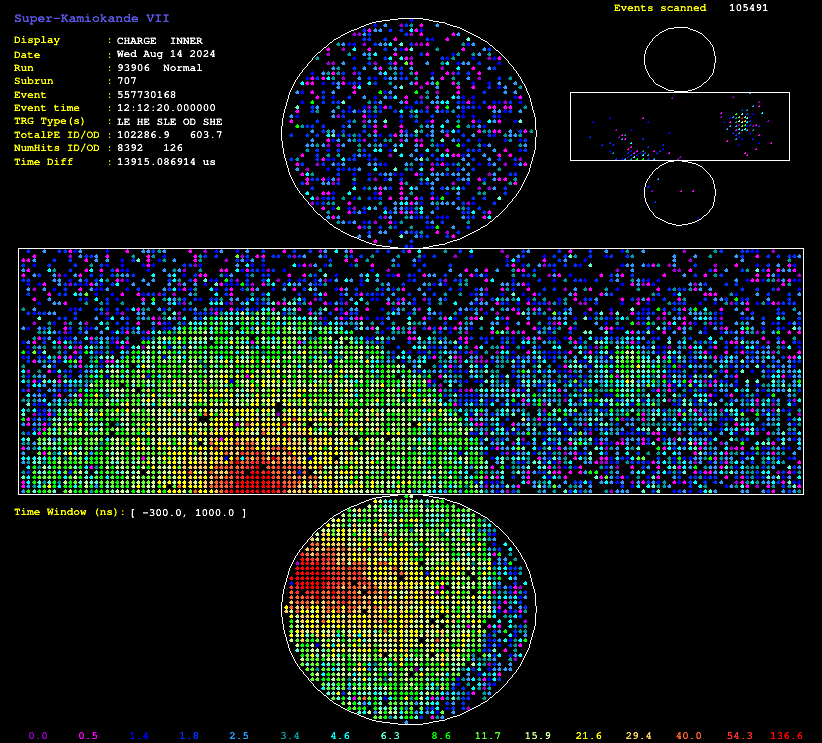 Super-Kamiokande VII
Events scanned 105491
Display : CHARGE INNER
Date : Wed Aug 14 2024
Run : 93906 Normal
Subrun : 707
Event : 557730168
Event time : 12:12:20.000000
TRG Type(s) : LE HE SLE OD SHE
TotalPE ID/OD : 102286.9 603.7
NumHits ID/OD : 8392 126
Time Diff : 13915.086914 us
Time Window (ns): [ -300.0, 1000.0 ]
0.0 0.5 1.4 1.8 2.5 3.4 4.6 6.3 8.6 11.7 15.9 21.6 29.4 40.0 54.3 136.6